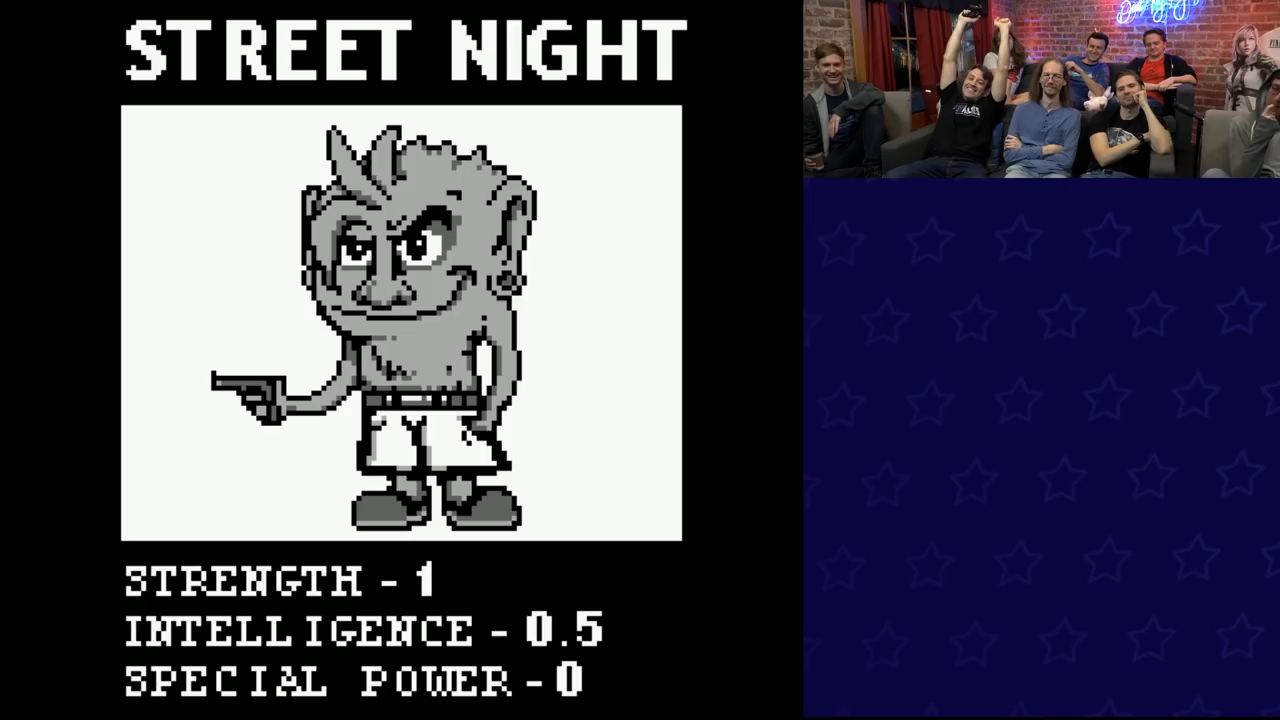 STREET NIGHT
STRENGTH - 1
INTELLIGENCE - 0.5
SPECIAL POWER - 0